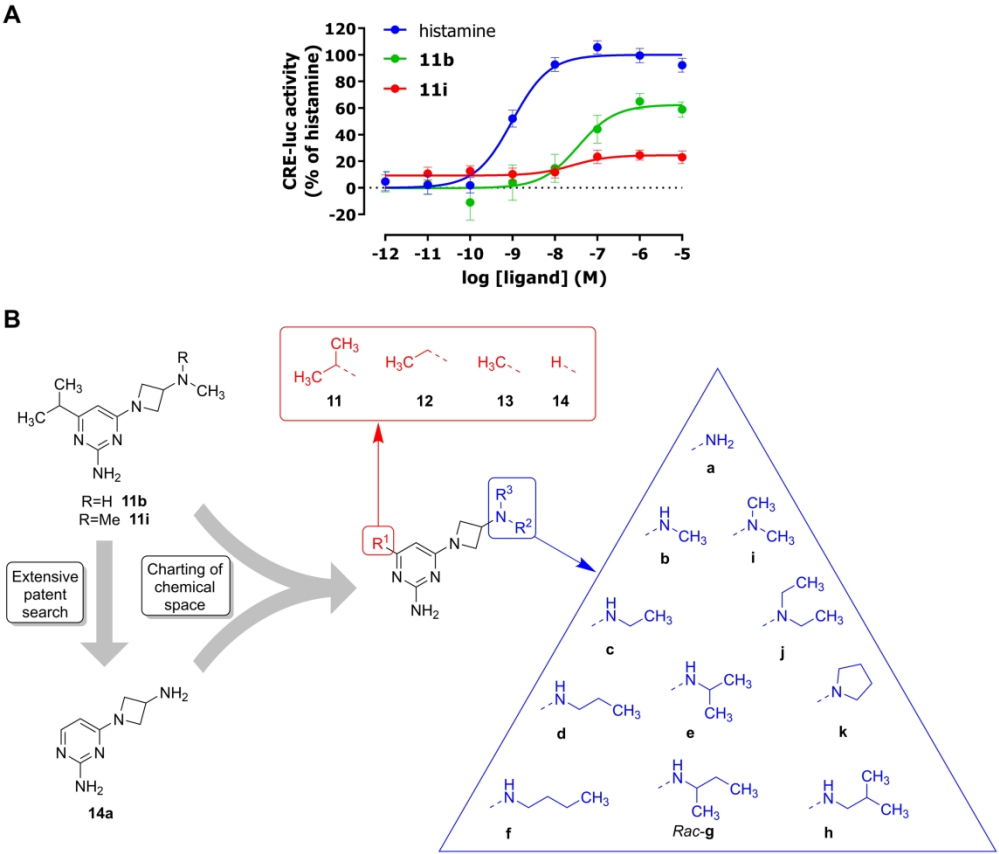 A
120
100
80
60
40
20
0
-20
CRE-luc activity
(% of histamine)
histamine
11b
11i
-12 -11 -10 -9 -8 -7 -6 -5
log [ligand] (M)
B
CH3
H3C
N
N
NH2
N
R
N
CH3
R=H 11b
R=Me 11i
Extensive
patent
search
Charting of
chemical
space
N
N
NH2
N
NH2
14a
CH3
H3C
11
H3C
12
H3C
13
H
14
R1
N
N
NH2
N
R3
N
R2
NH2
a
H
N
CH3
b
CH3
N
CH3
i
H
N
CH3
c
CH3
N
CH3
j
H
N
CH3
d
H
N
CH3
CH3
e
N
k
H
N
CH3
f
H
N
CH3
CH3
Rac-g
H
N
CH3
CH3
h